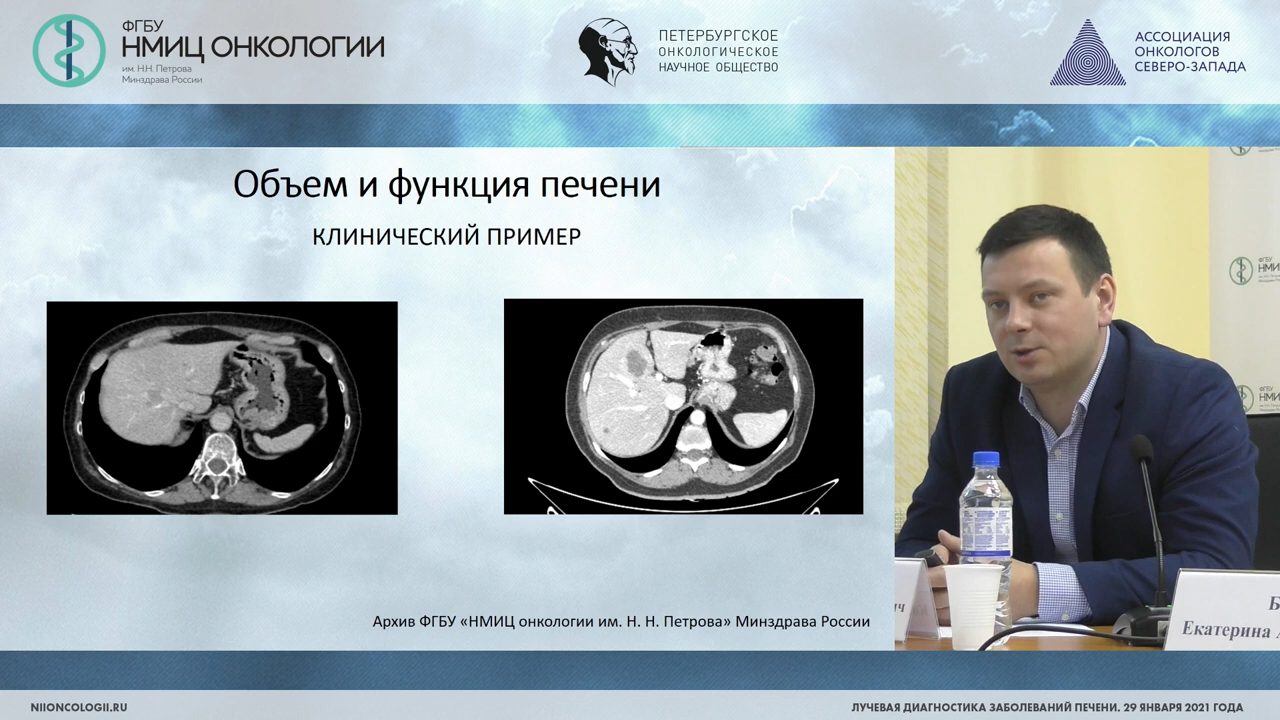 ФГБУ
НМИЦ ОНКОЛОГИИ
им. Н.Н. Петрова
Минздрава России
ПЕТЕРБУРГСКОЕ
ОНКОЛОГИЧЕСКОЕ
НАУЧНОЕ ОБЩЕСТВО
АССОЦИАЦИЯ
ОНКОЛОГОВ
СЕВЕРО-ЗАПАДА
Объем и функция печени
КЛИНИЧЕСКИЙ ПРИМЕР
Архив ФГБУ «НМИЦ онкологии им. Н. Н. Петрова» Минздрава России
ФГБУ
НМИ
Екатерина А
NIIONCOLOGII.RU
ЛУЧЕВАЯ ДИАГНОСТИКА ЗАБОЛЕВАНИЙ ПЕЧЕНИ. 29 ЯНВАРЯ 2021 ГОДА